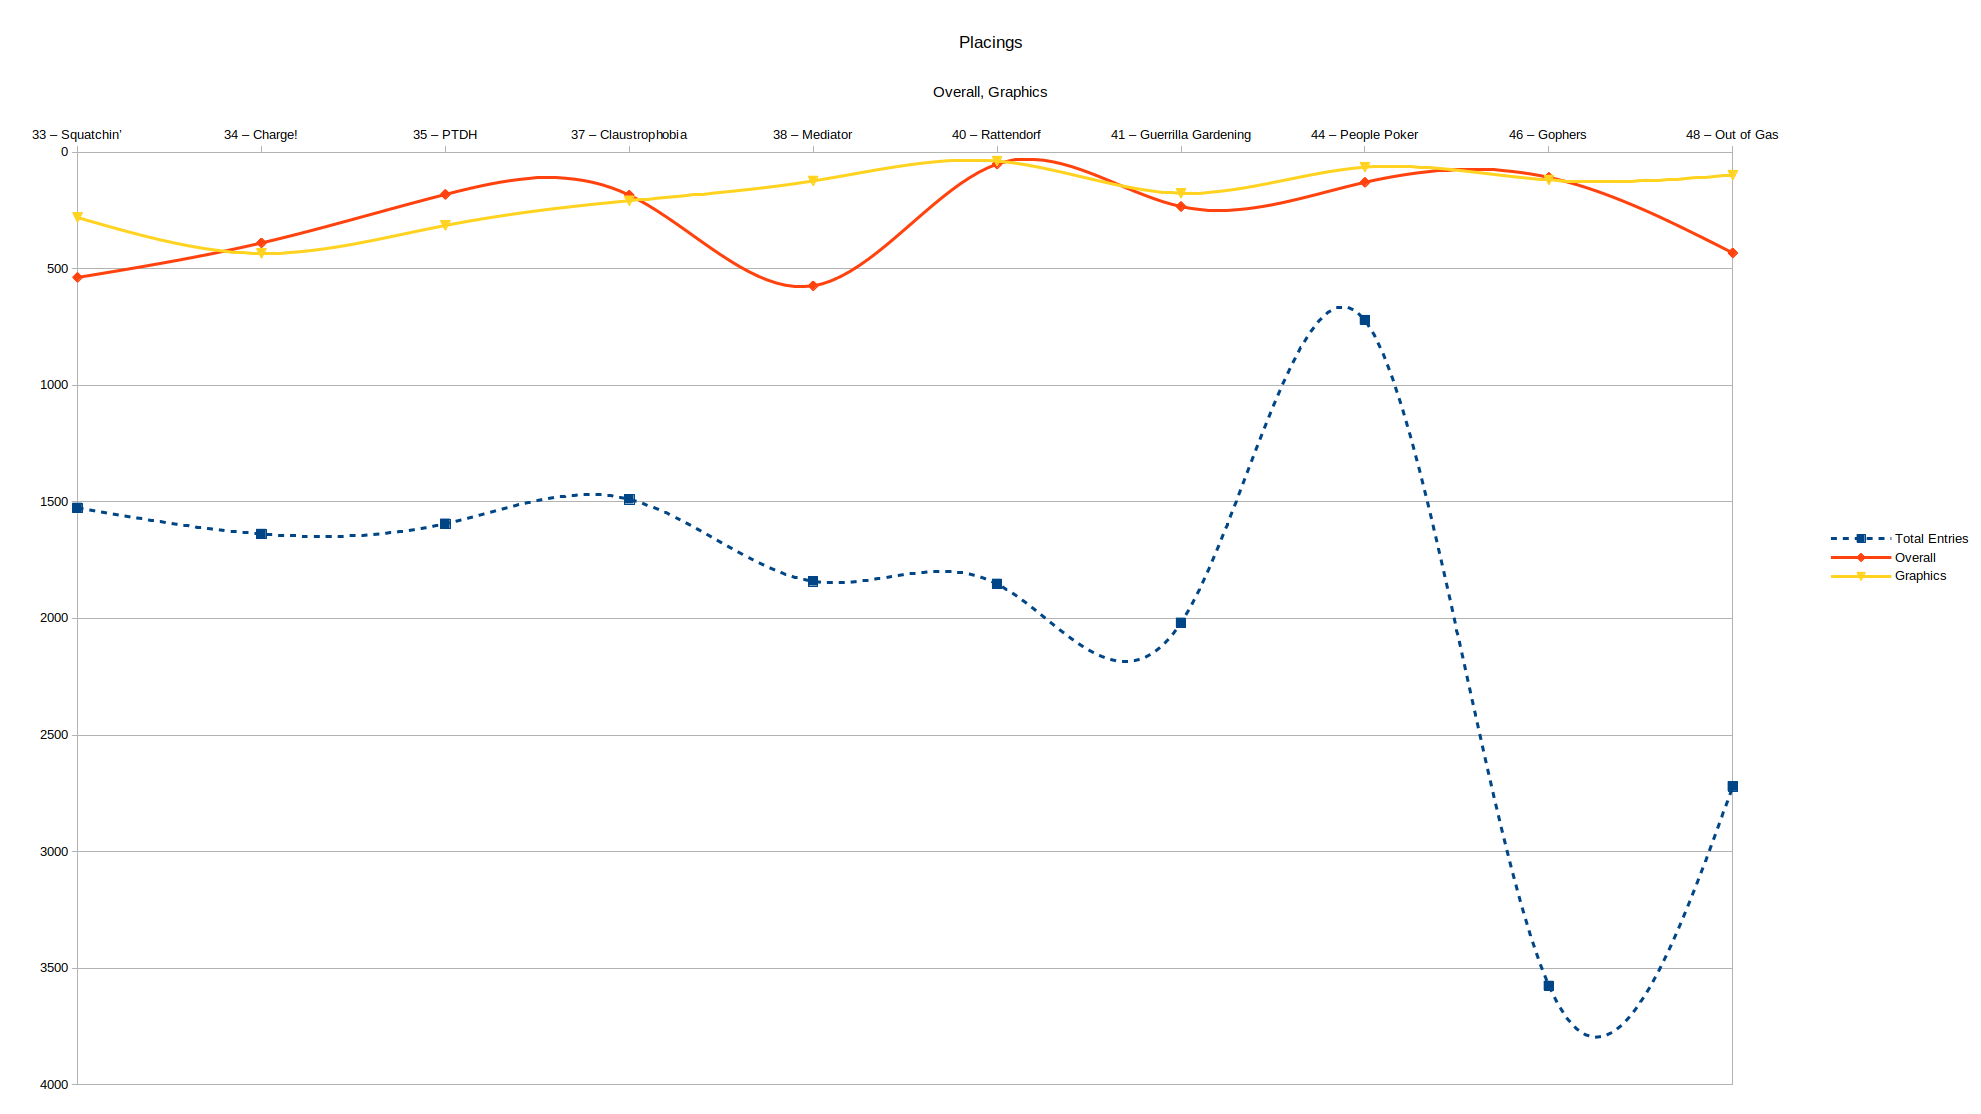 Placings
Overall, Graphics
33 – Squatchin’
34 – Charge!
35 – PTDH
37 – Claustrophobia
38 – Mediator
40 – Rattendorf
41 – Guerrilla Gardening
44 – People Poker
46 – Gophers
48 – Out of Gas
0
500
1000
1500
2000
2500
3000
3500
4000
Total Entries
Overall
Graphics